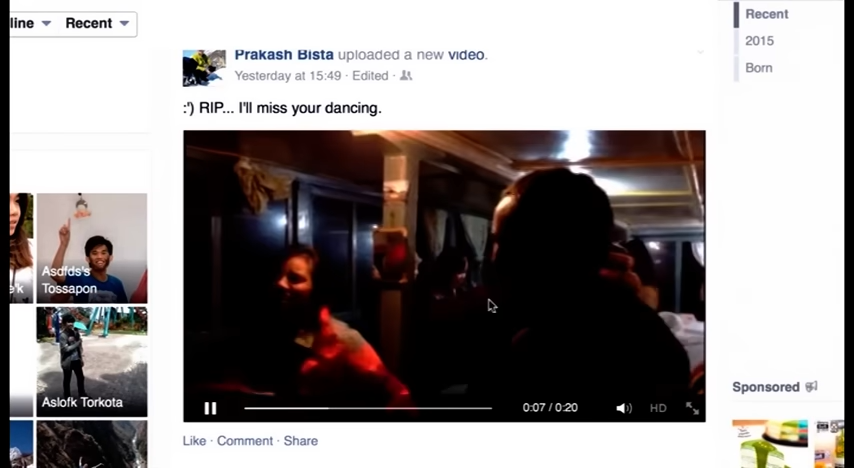 line Recent
Recent
2015
Born
Prakash Bista uploaded a new video.
Yesterday at 15:49 · Edited ·
:') RIP... I'll miss your dancing.
Asdfds's
Tossapon
e'k
Aslofk Torkota
0:07 / 0:20 HD
Like · Comment · Share
Sponsored